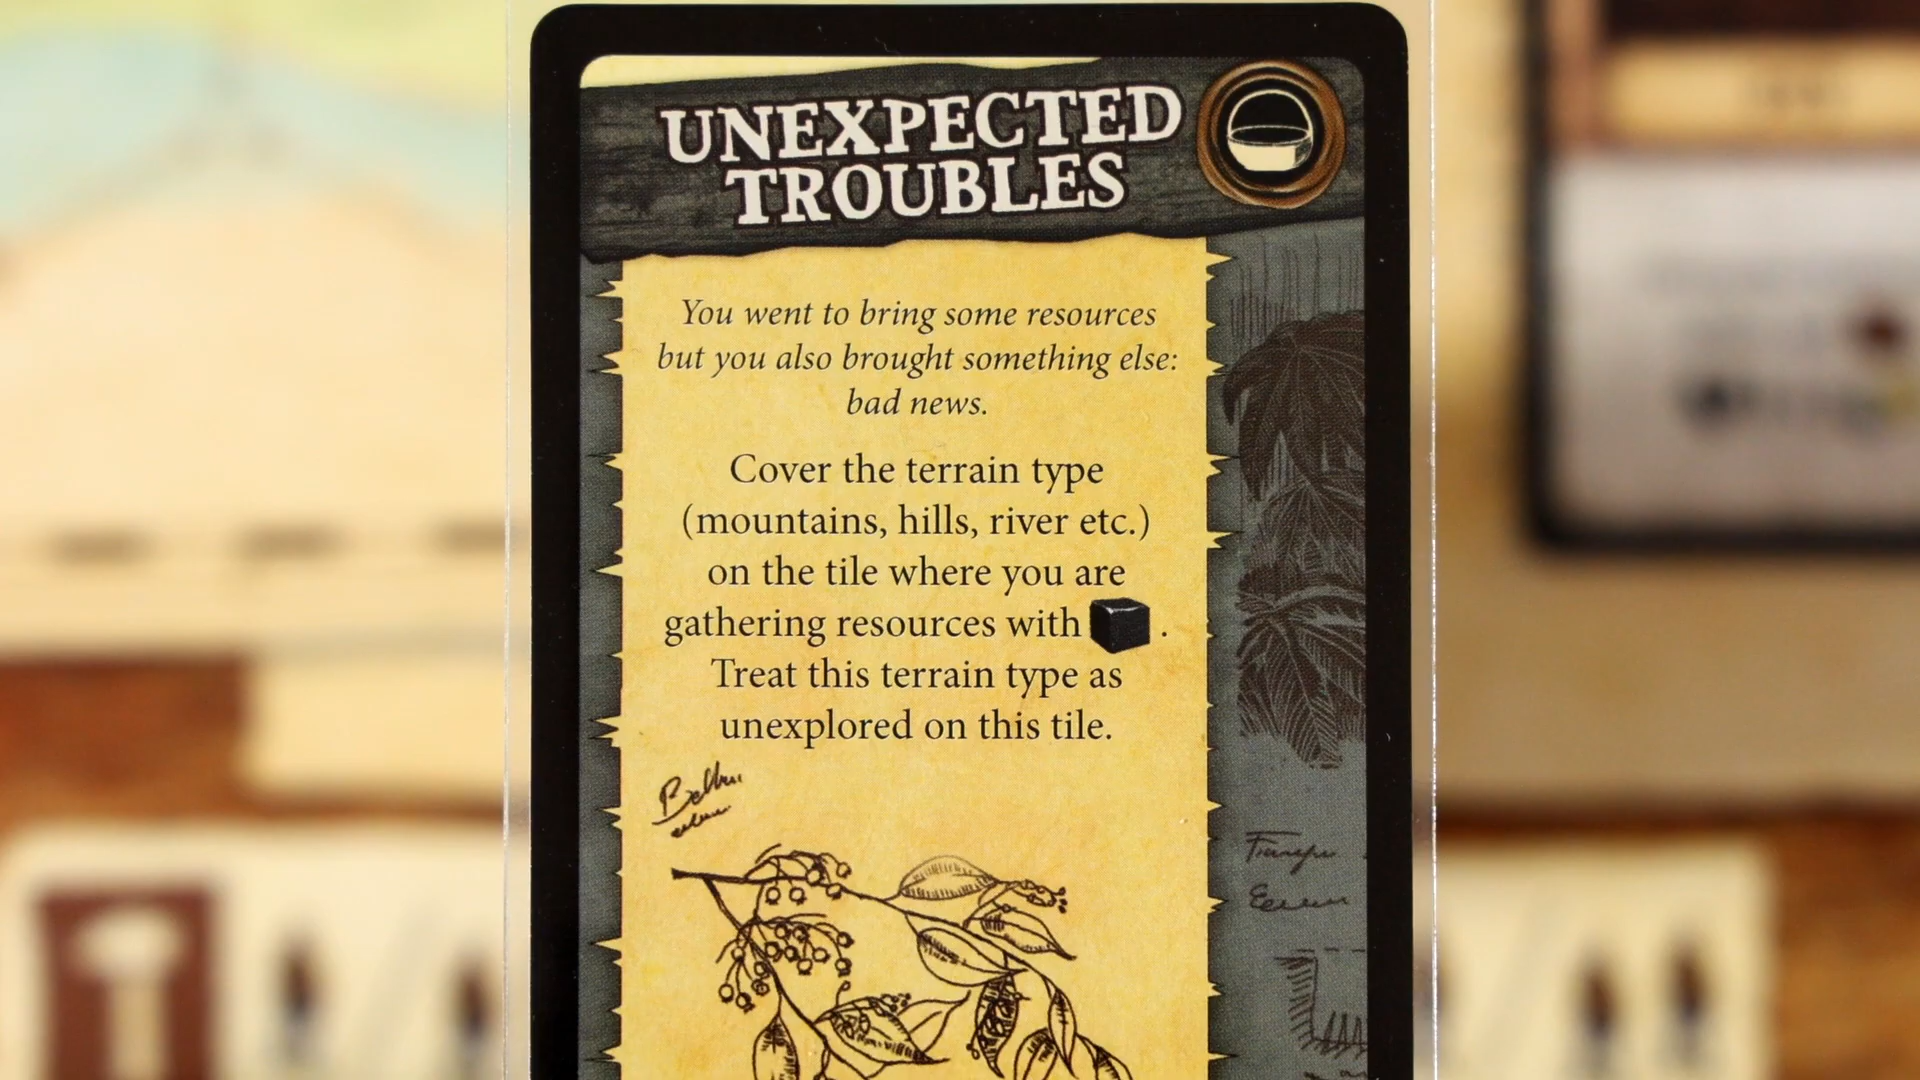 UNEXPECTED
TROUBLES
You went to bring some resources
but you also brought something else:
bad news.
Cover the terrain type
(mountains, hills, river etc.)
on the tile where you are
gathering resources with .
Treat this terrain type as
unexplored on this tile.